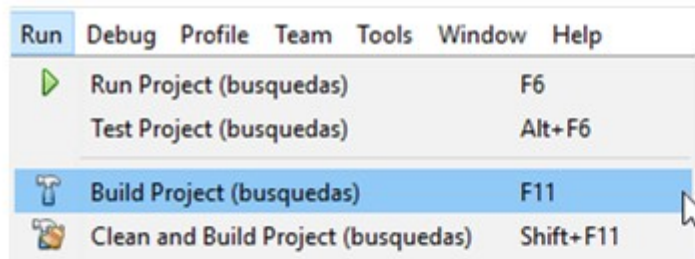 Run Debug Profile Team Tools Window Help
Run Project (busquedas) F6
Test Project (busquedas) Alt+F6
Build Project (busquedas) F11
Clean and Build Project (busquedas) Shift+F11